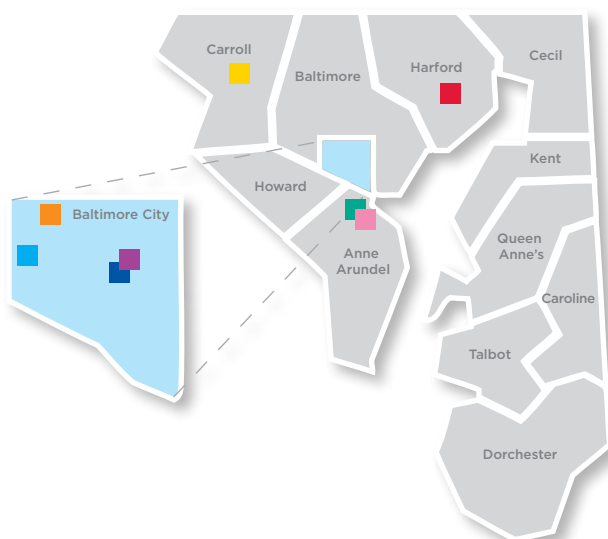 Carroll
Baltimore
Harford
Cecil
Kent
Howard
Baltimore City
Anne
Arundel
Queen
Anne's
Caroline
Talbot
Dorchester